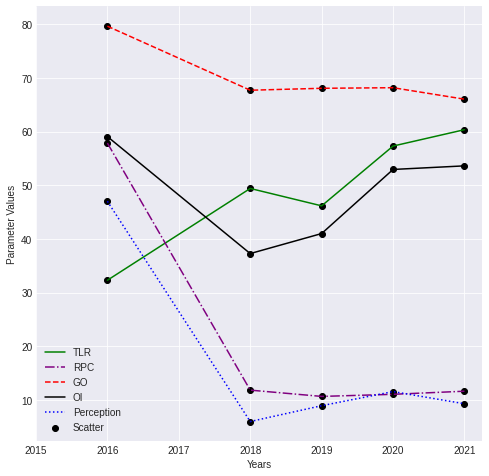 80
70
60
50
40
30
20
10
Parameter Values
TLR
RPC
GO
OI
Perception
Scatter
2015 2016 2017 2018 2019 2020 2021
Years